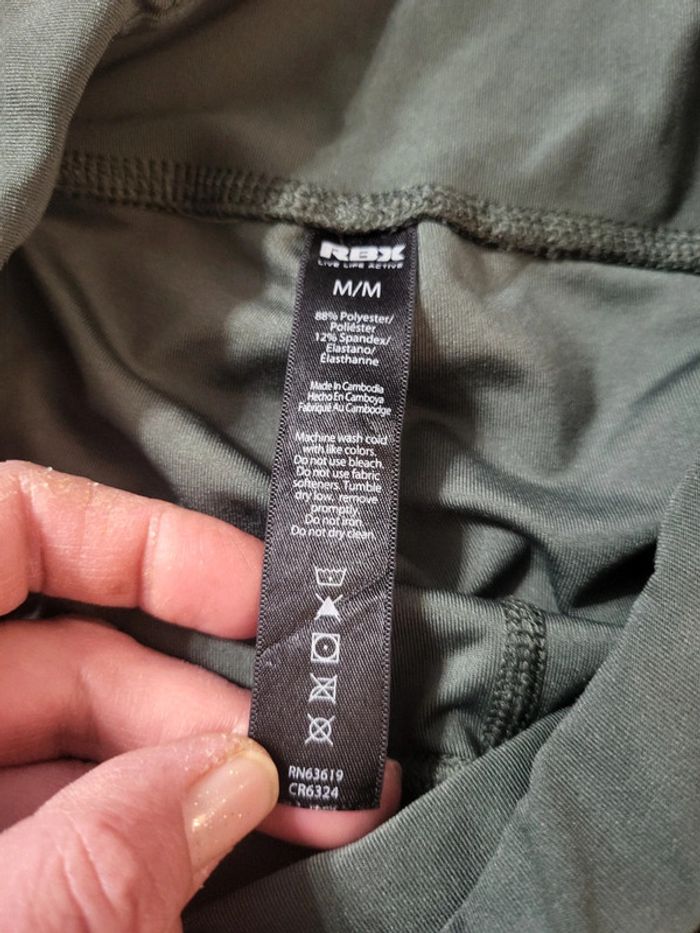 RBX
LIVE LIFE ACTIVE
M/M
88% Polyester/
Poliéster
12% Spandex/
Elastano/
Élasthanne
Made In Cambodia
Hecho En Camboya
Fabriqué Au Cambodge
Machine wash cold
with like colors.
Do not use bleach.
Do not use fabric
softeners. Tumble
dry low. remove
promptly.
Do not iron.
Do not dry clean.
RN63619
CR6324